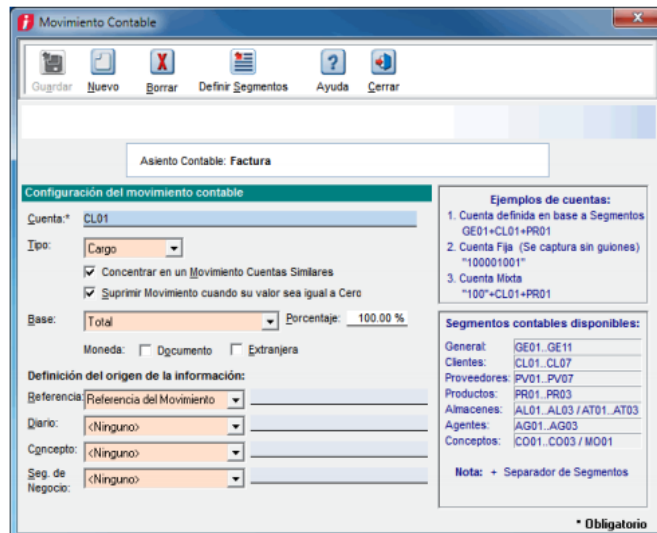 Movimiento Contable
Guardar Nuevo Borrar Definir Segmentos Ayuda Cerrar
Asiento Contable: Factura
Configuración del movimiento contable
Cuenta:* CL01
Tipo: Cargo
Concentrar en un Movimiento Cuentas Similares
Suprimir Movimiento cuando su valor sea igual a Cero
Base: Total Porcentaje: 100.00 %
Moneda: Documento Extranjera
Definición del origen de la información:
Referencia: Referencia del Movimiento
Diario: <Ninguno>
Concepto: <Ninguno>
Seg. de
Negocio: <Ninguno>
Ejemplos de cuentas:
1. Cuenta definida en base a Segmentos
GE01+CL01+PR01
2. Cuenta Fija (Se captura sin guiones)
"100001001"
3. Cuenta Mixta
"100"+CL01+PR01
Segmentos contables disponibles:
General: GE01..GE11
Clientes: CL01..CL07
Proveedores: PV01..PV07
Productos: PR01..PR03
Almacenes: AL01..AL03 / AT01..AT03
Agentes: AG01..AG03
Conceptos: CO01..CO03 / MO01
Nota: + Separador de Segmentos
* Obligatorio